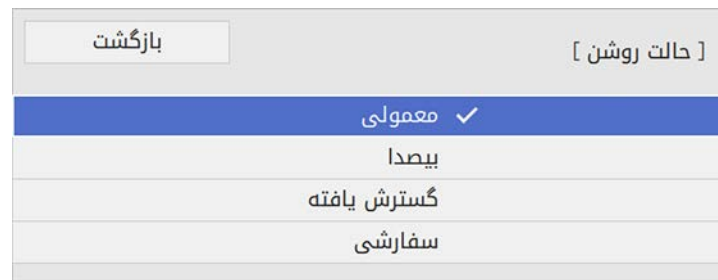 [ حالت روشن ]
بازگشت
معمولی
بیصدا
گسترش یافته
سفارشی